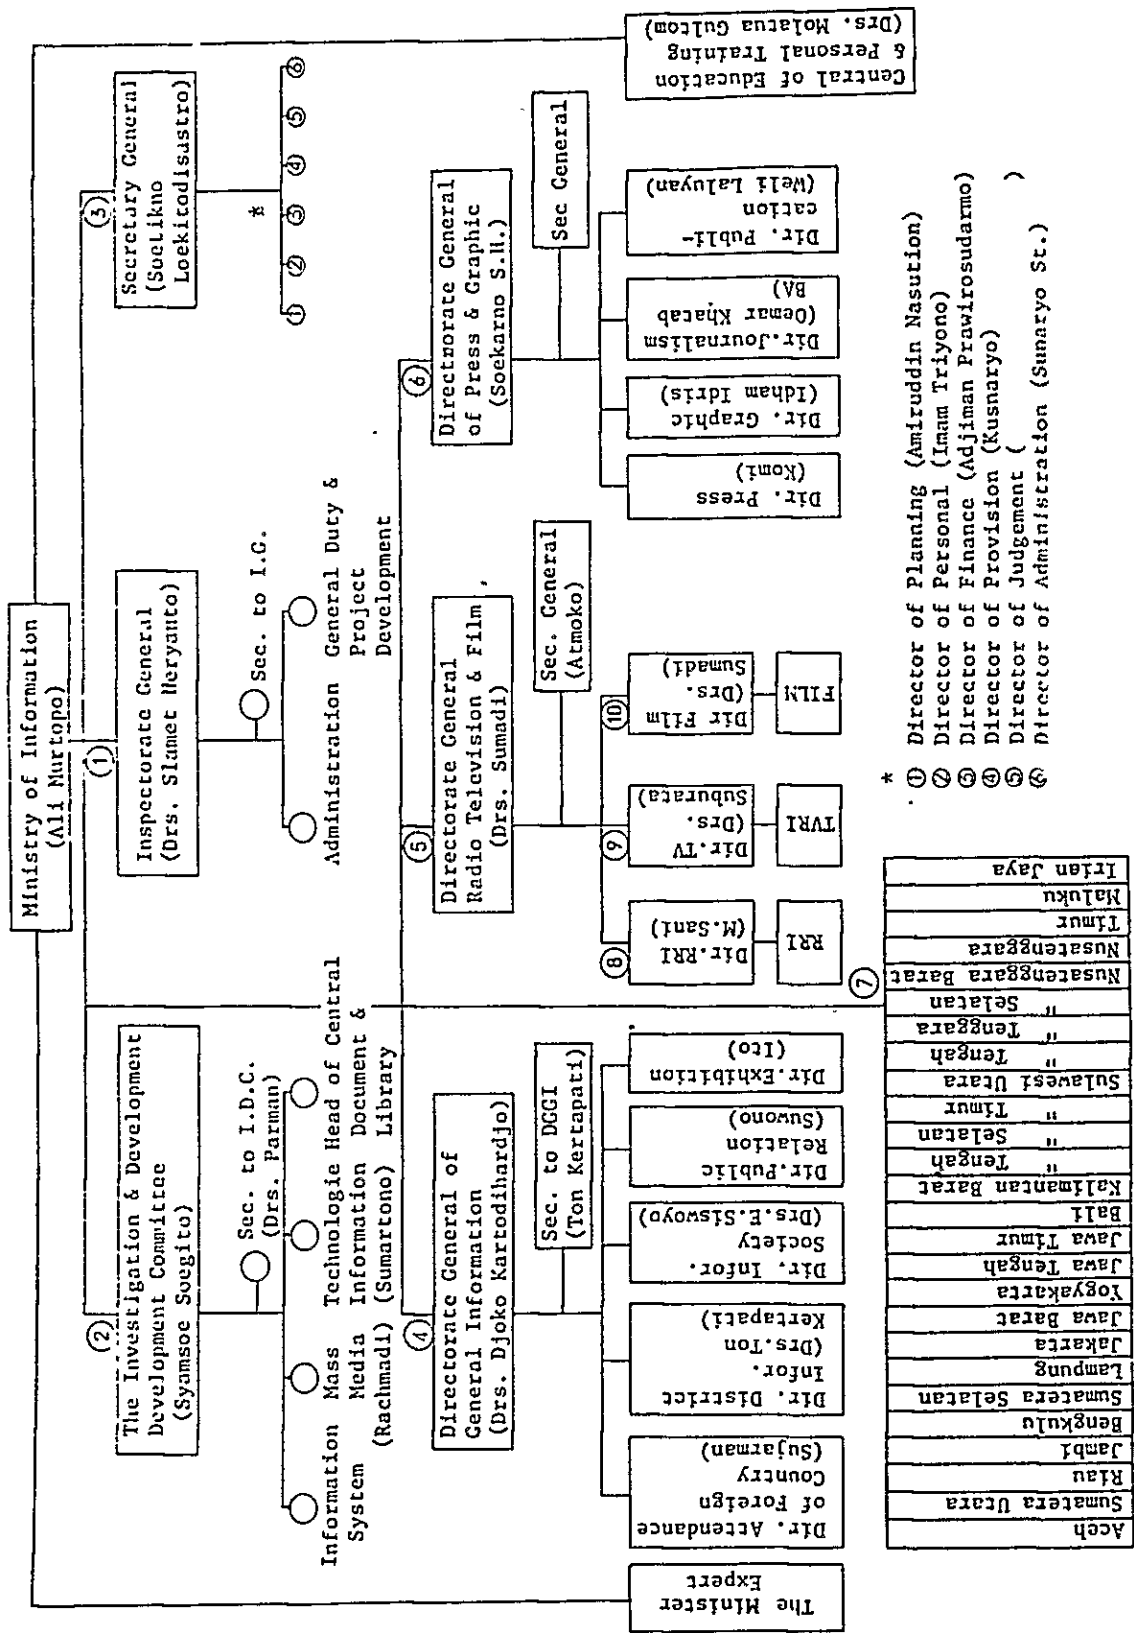 Ministry of Information
(Ali Murtopo)
①
②
③
Inspectorate General
(Drs. Slamet Heryanto)
Sec. to I.G.
Administration
General Duty &
Project
Development
The Investigation & Development
Development Committee
(Syamsoe Soegito)
Sec. to I.D.C.
(Drs. Parman)
Information
System
Mass
Media
(Rachmadi)
Technologie
Information
(Sumartono)
Head of Central
Document &
Library
Secretary General
(Soetikno
Loekitodisastro)
*
① ② ③ ④ ⑤ ⑥
④
Directorate General of
General Information
(Drs. Djoko Kartodihardjo)
Sec. to DGGI
(Ton Kertapati)
Dir. Attendance
of Foreign
Country
(Sujarman)
Dir. District
Infor.
(Drs.Ton
Kertapati)
Dir. Infor.
Society
(Drs.E.Siswoyo)
Dir.Public
Relation
(Suwono)
Dir.Exhibition
(Ito)
⑤
Directorate General
Radio Television & Film
(Drs. Sumadi)
Sec. General
(Atmoko)
⑧
Dir.RRI
(M.Sani)
RRI
⑨
Dir.TV
(Drs.
Suburata)
TVRI
⑩
Dir Film
(Drs.
Sumadi)
FILM
⑥
Directnorate General
of Press & Graphic
(Soekarno S.H.)
Sec General
Dir. Press
(Komi)
Dir. Graphic
(Idham Idris)
Dir.Journalism
(Oemar Khatab
BA)
Dir. Publi-
cation
(Weli Laluyan)
The Minister
Expert
Central of Education
& Personal Training
(Drs. Molatua Gultom)
⑦
Aceh
Sumatera Utara
Riau
Jambi
Bengkulu
Sumatera Selatan
Lampung
Jakarta
Jawa Barat
Yogyakarta
Jawa Tengah
Jawa Timur
Bali
Kalimantan Barat
" Tengah
" Selatan
" Timur
Sulawesi Utara
" Tengah
" Tenggara
" Selatan
Nusatenggara Barat
Nusatenggara
Timur
Maluku
Irian Jaya
*
① Director of Planning (Amiruddin Nasution)
② Director of Personal (Imam Triyono)
③ Director of Finance (Adjiman Prawirosudarmo)
④ Director of Provision (Kusnaryo)
⑤ Director of Judgement ( )
⑥ Director of Administration (Sunaryo St.)